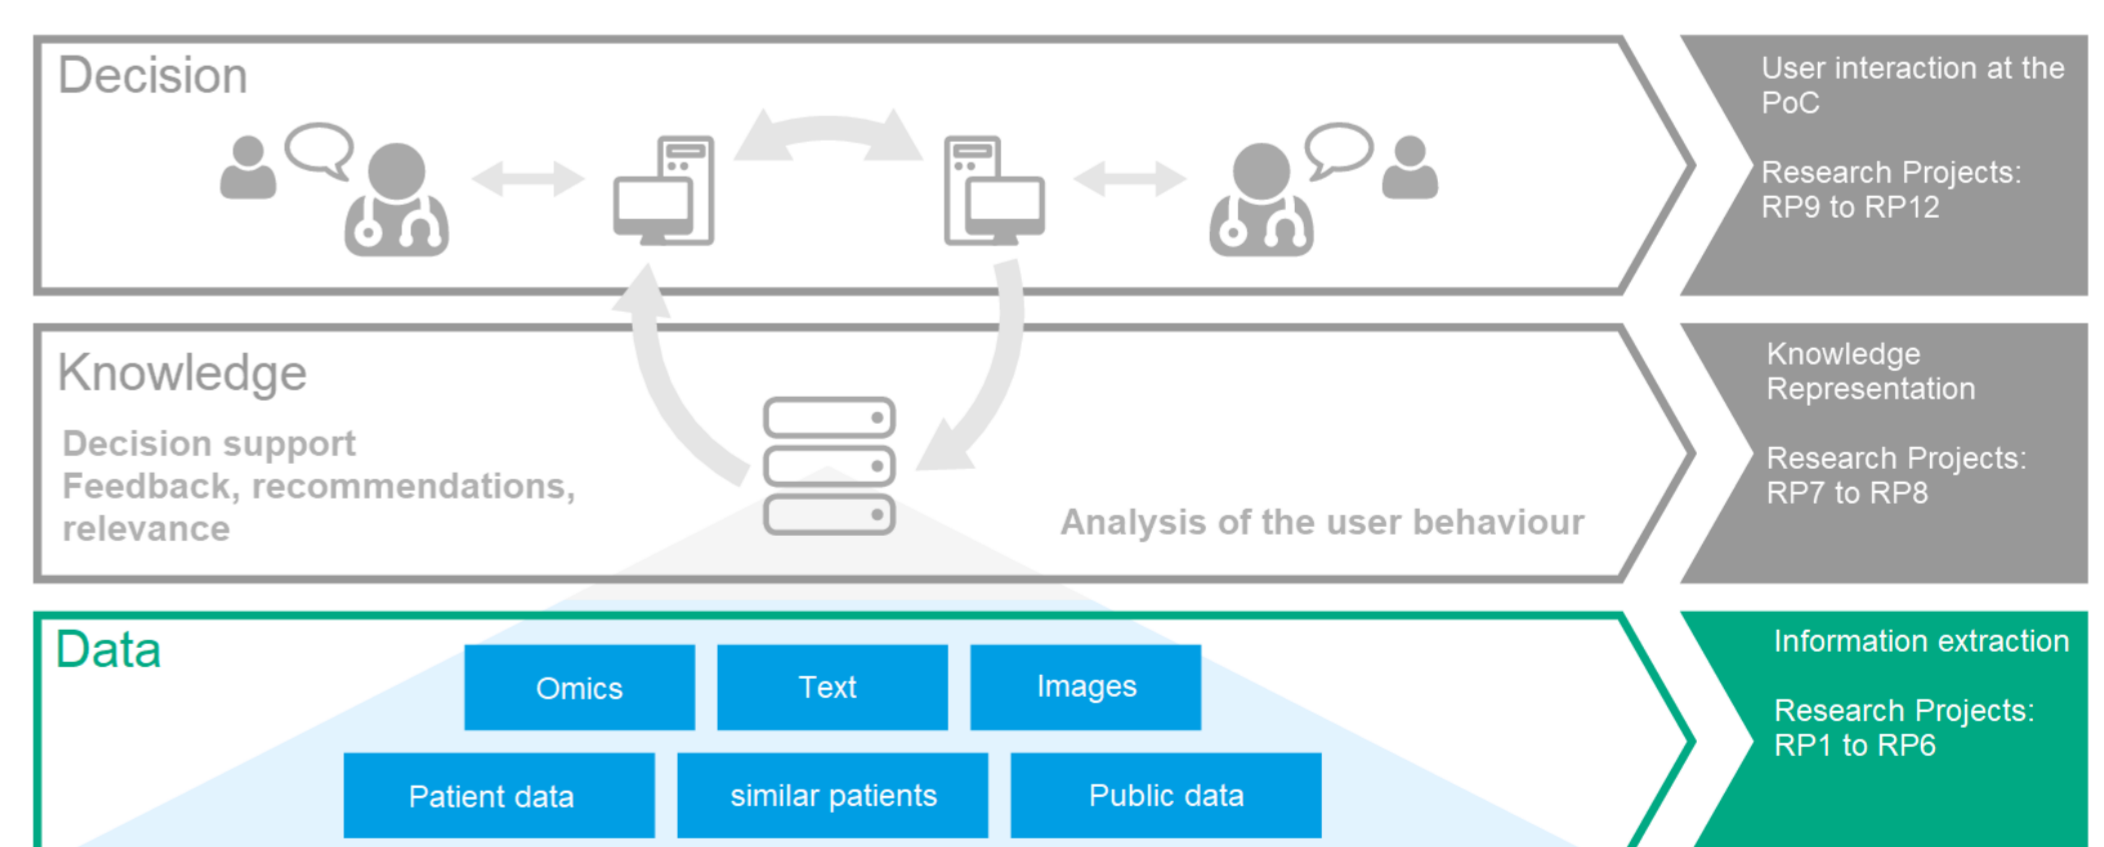 Decision
User interaction at the
PoC
Research Projects:
RP9 to RP12
Knowledge
Decision support
Feedback, recommendations,
relevance
Analysis of the user behaviour
Knowledge
Representation
Research Projects:
RP7 to RP8
Data
Omics
Text
Images
Patient data
similar patients
Public data
Information extraction
Research Projects:
RP1 to RP6